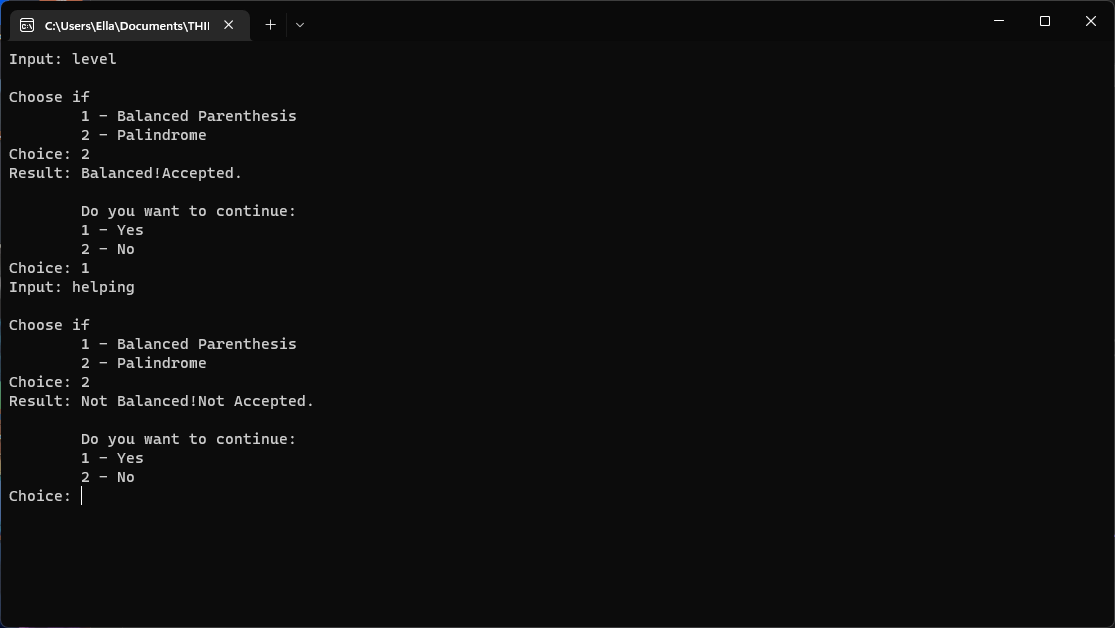 C:\Users\Ella\Documents\THI
Input: level
Choose if
1 - Balanced Parenthesis
2 - Palindrome
Choice: 2
Result: Balanced!Accepted.
Do you want to continue:
1 - Yes
2 - No
Choice: 1
Input: helping
Choose if
1 - Balanced Parenthesis
2 - Palindrome
Choice: 2
Result: Not Balanced!Not Accepted.
Do you want to continue:
1 - Yes
2 - No
Choice: